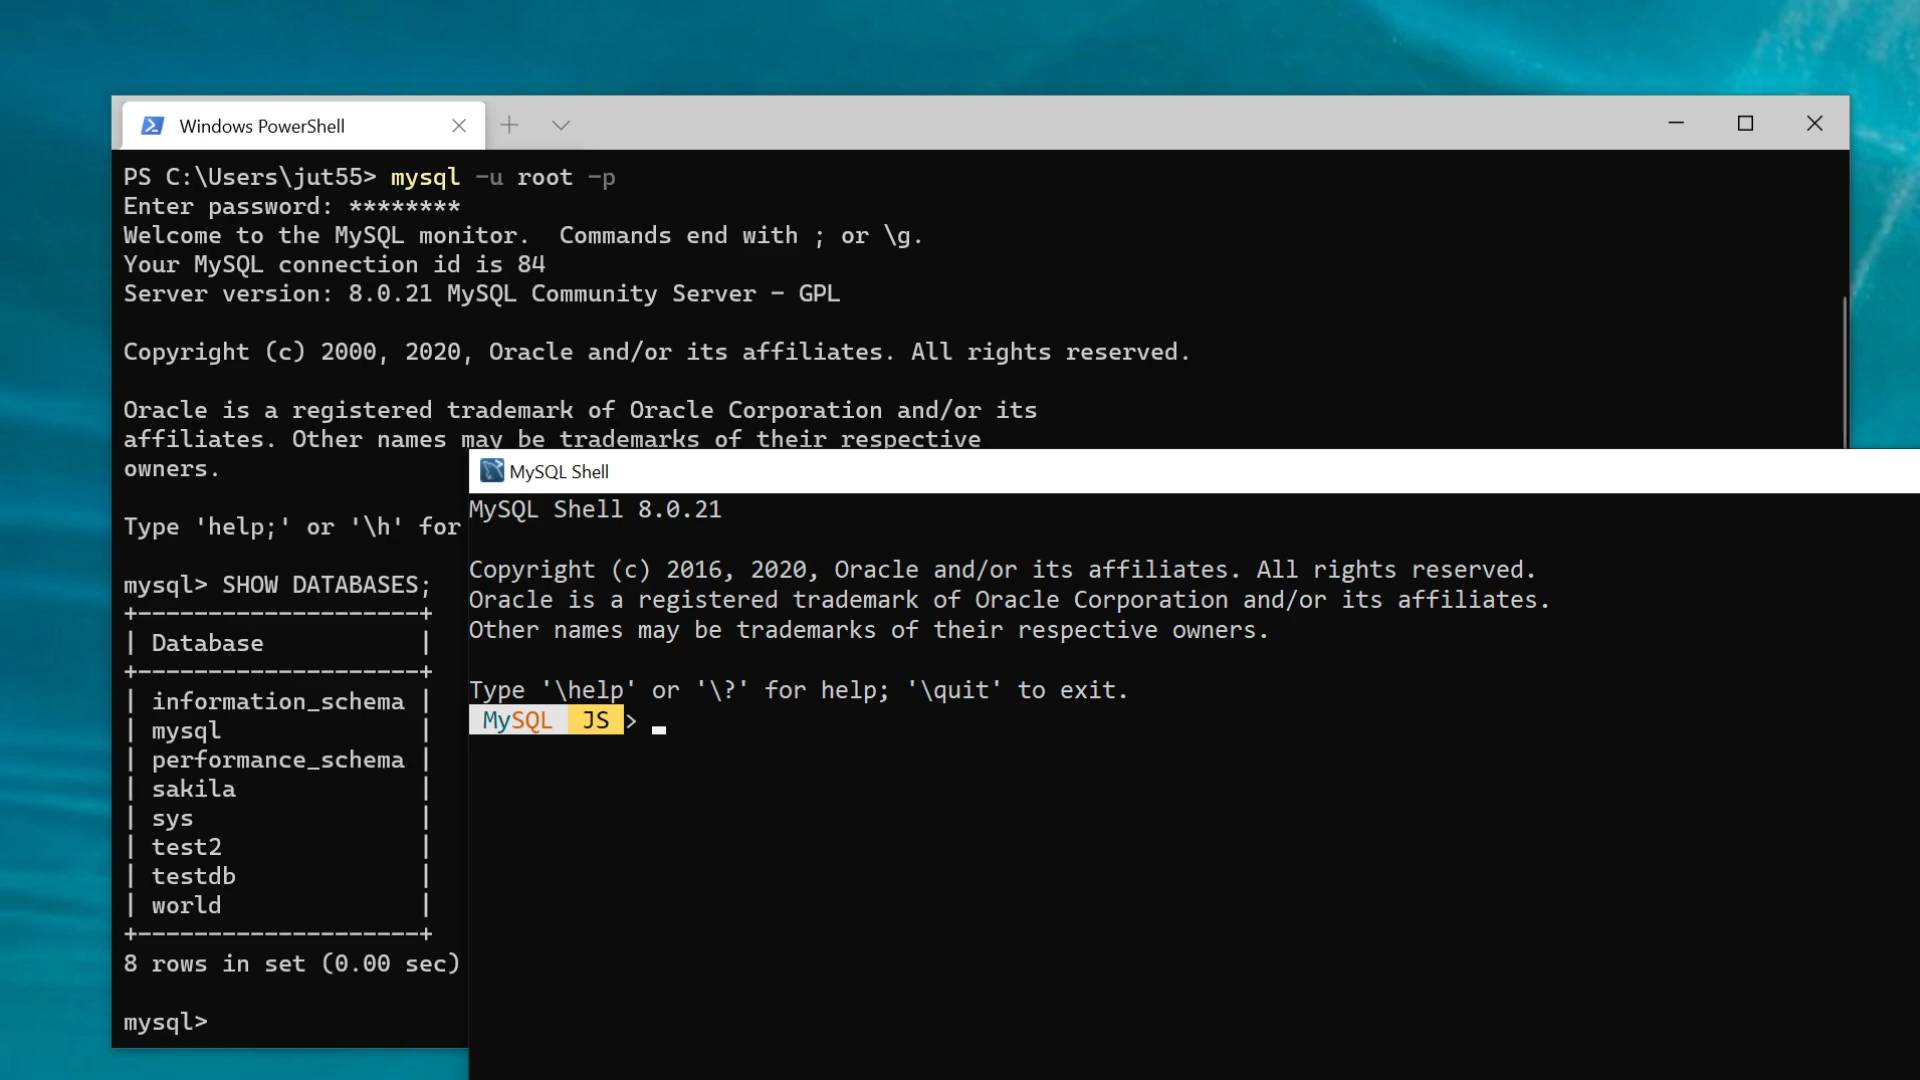 Windows PowerShell
PS C:\Users\jut55> mysql -u root -p
Enter password: ********
Welcome to the MySQL monitor.  Commands end with ; or \g.
Your MySQL connection id is 84
Server version: 8.0.21 MySQL Community Server - GPL
Copyright (c) 2000, 2020, Oracle and/or its affiliates. All rights reserved.
Oracle is a registered trademark of Oracle Corporation and/or its
affiliates. Other names may be trademarks of their respective
owners.
Type 'help;' or '\h' for
mysql> SHOW DATABASES;
+--------------------+
| Database           |
+--------------------+
| information_schema |
| mysql              |
| performance_schema |
| sakila             |
| sys                |
| test2              |
| testdb             |
| world              |
+--------------------+
8 rows in set (0.00 sec)
mysql>
MySQL Shell
MySQL Shell 8.0.21
Copyright (c) 2016, 2020, Oracle and/or its affiliates. All rights reserved.
Oracle is a registered trademark of Oracle Corporation and/or its affiliates.
Other names may be trademarks of their respective owners.
Type '\help' or '\?' for help; '\quit' to exit.
MySQL JS>